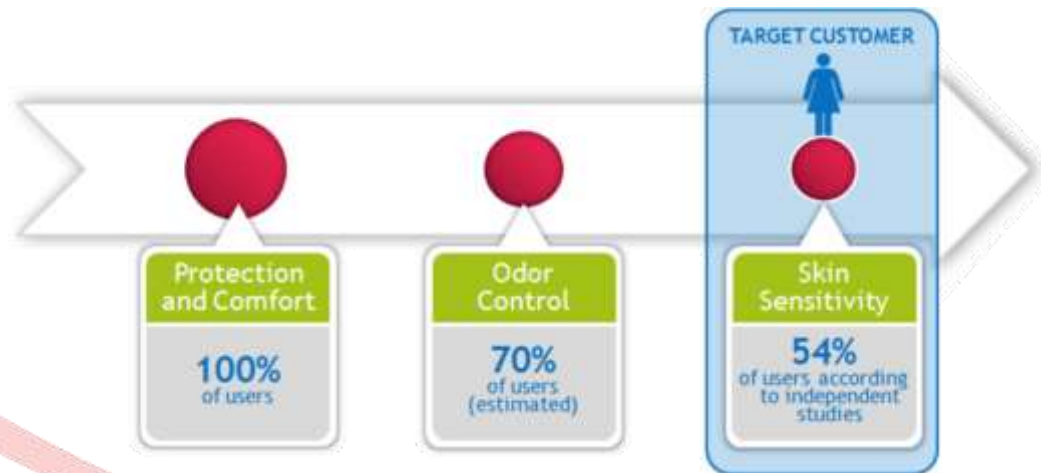 TARGET CUSTOMER
Protection
and Comfort
100%
of users
Odor
Control
70%
of users
(estimated)
Skin
Sensitivity
54%
of users according
to independent
studies